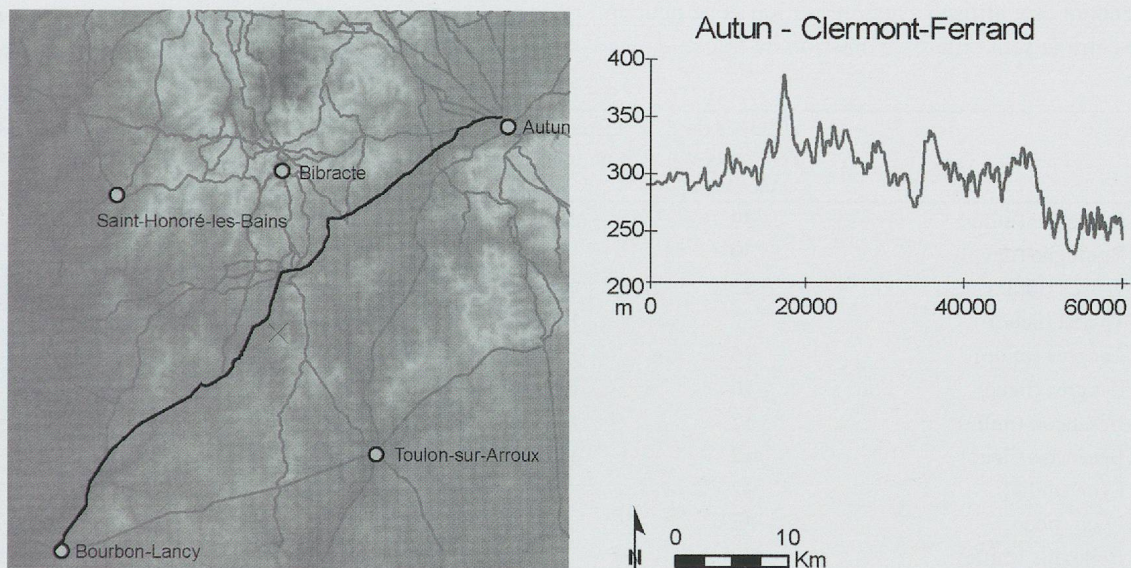 Autun
Bibracte
Saint-Honoré-les-Bains
Toulon-sur-Arroux
Bourbon-Lancy
Autun - Clermont-Ferrand
400
350
300
250
200
m 0 20000 40000 60000
N
0 10
Km